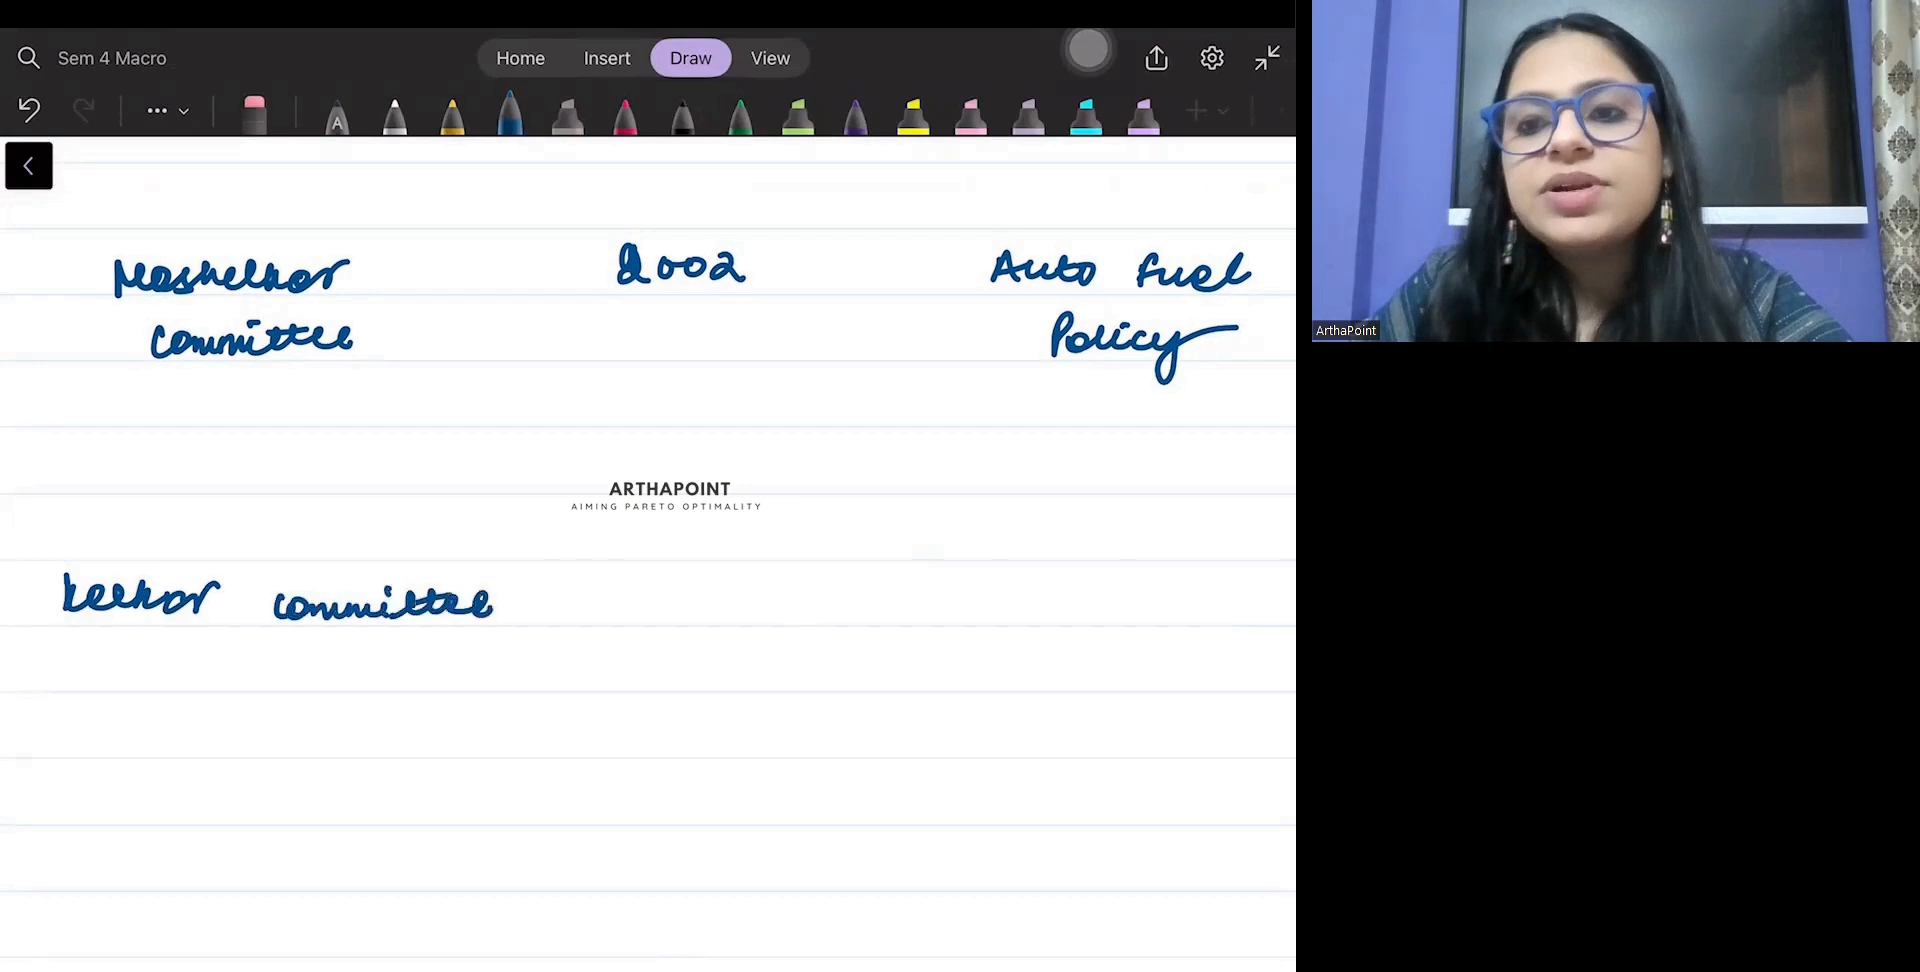 Sem 4 Macro
Home Insert Draw View
A
Mashelkar 2002 Auto Fuel
Committee Policy
ARTHAPOINT
AIMING PARETO OPTIMALITY
Kelkar committee
ArthaPoint